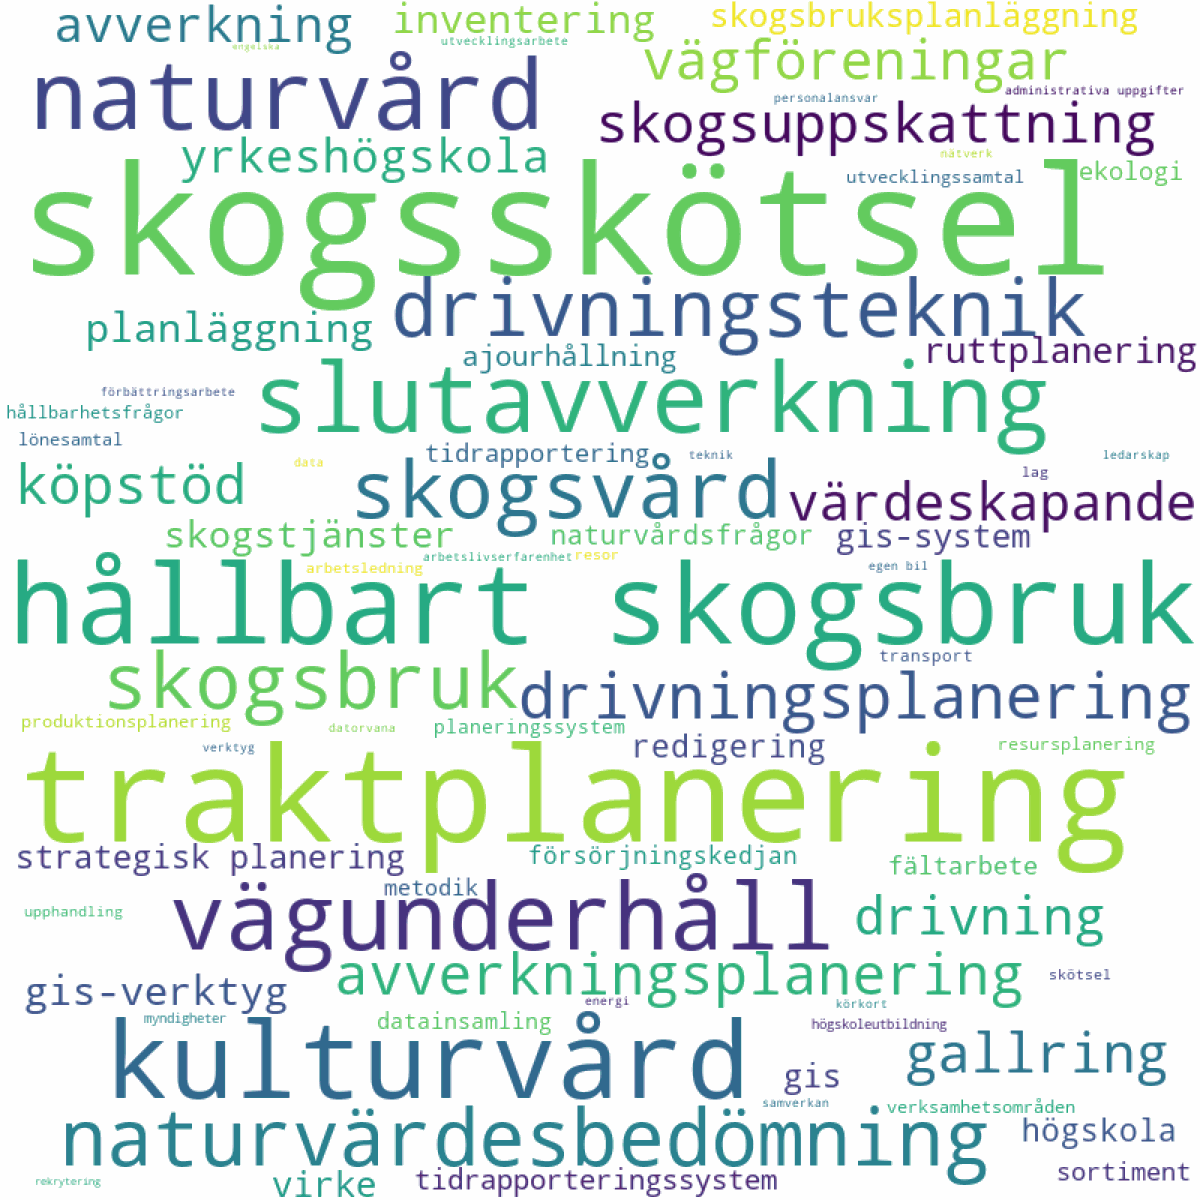 avverkning
inventering
skogsbruksplanläggning
engelska
utvecklingsarbete
vägföreningar
naturvård
administrativa uppgifter
personalansvar
skogsuppskattning
yrkeshögskola
nätverk
utvecklingssamtal
ekologi
skogsskötsel
drivningsteknik
planläggning
ajourhållning
ruttplanering
slutavverkning
förbättringsarbete
hållbarhetsfrågor
lönesamtal
tidrapportering
teknik
ledarskap
data
köpstöd
skogsvård
lag
värdeskapande
skogstjänster
naturvårdsfrågor
gis-system
arbetslivserfarenhet
resor
arbetsledning
egen bil
hållbart skogsbruk
transport
skogsbruk
drivningsplanering
produktionsplanering
datorvana
planeringssystem
verktyg
redigering
resursplanering
traktplanering
strategisk planering
försörjningskedjan
fältarbete
metodik
upphandling
vägunderhåll
drivning
avverkningsplanering
skötsel
gis-verktyg
energi
körkort
myndigheter
datainsamling
högskoleutbildning
kulturvård
gallring
gis
samverkan
verksamhetsområden
naturvärdesbedömning
högskola
sortiment
rekrytering
virke
tidrapporteringssystem